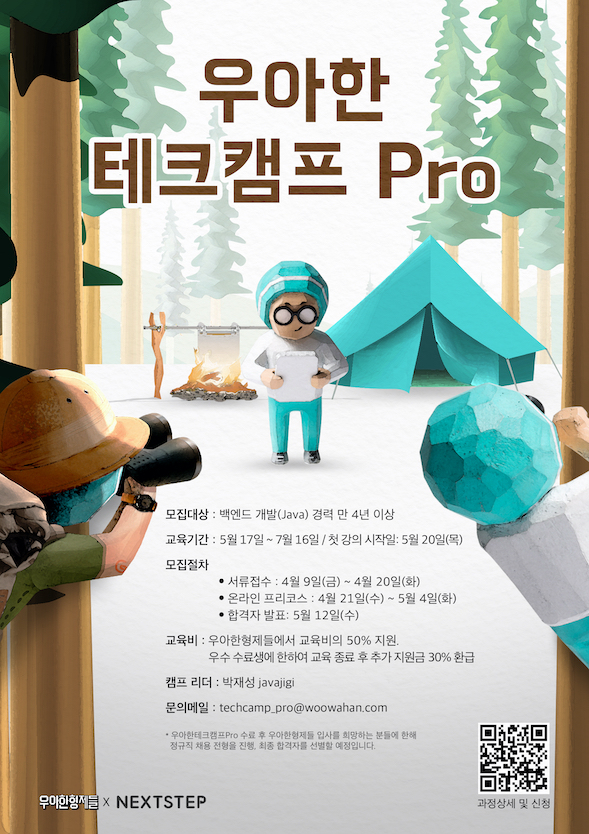 우아한
테크캠프 Pro
모집대상 : 백엔드 개발(Java) 경력 만 4년 이상
교육기간 : 5월 17일 ~ 7월 16일 / 첫 강의 시작일: 5월 20일(목)
모집절차
• 서류접수 : 4월 9일(금) ~ 4월 20일(화)
• 온라인 프리코스 : 4월 21일(수) ~ 5월 4일(화)
• 합격자 발표: 5월 12일(수)
교육비 : 우아한형제들에서 교육비의 50% 지원.
우수 수료생에 한하여 교육 종료 후 추가 지원금 30% 환급
캠프 리더 : 박재성 javajigi
문의메일 : techcamp_pro@woowahan.com
* 우아한테크캠프Pro 수료 후 우아한형제들 입사를 희망하는 분들에 한해
정규직 채용 전형을 진행, 최종 합격자를 선별할 예정입니다.
우아한형제들 X NEXTSTEP
과정상세 및 신청